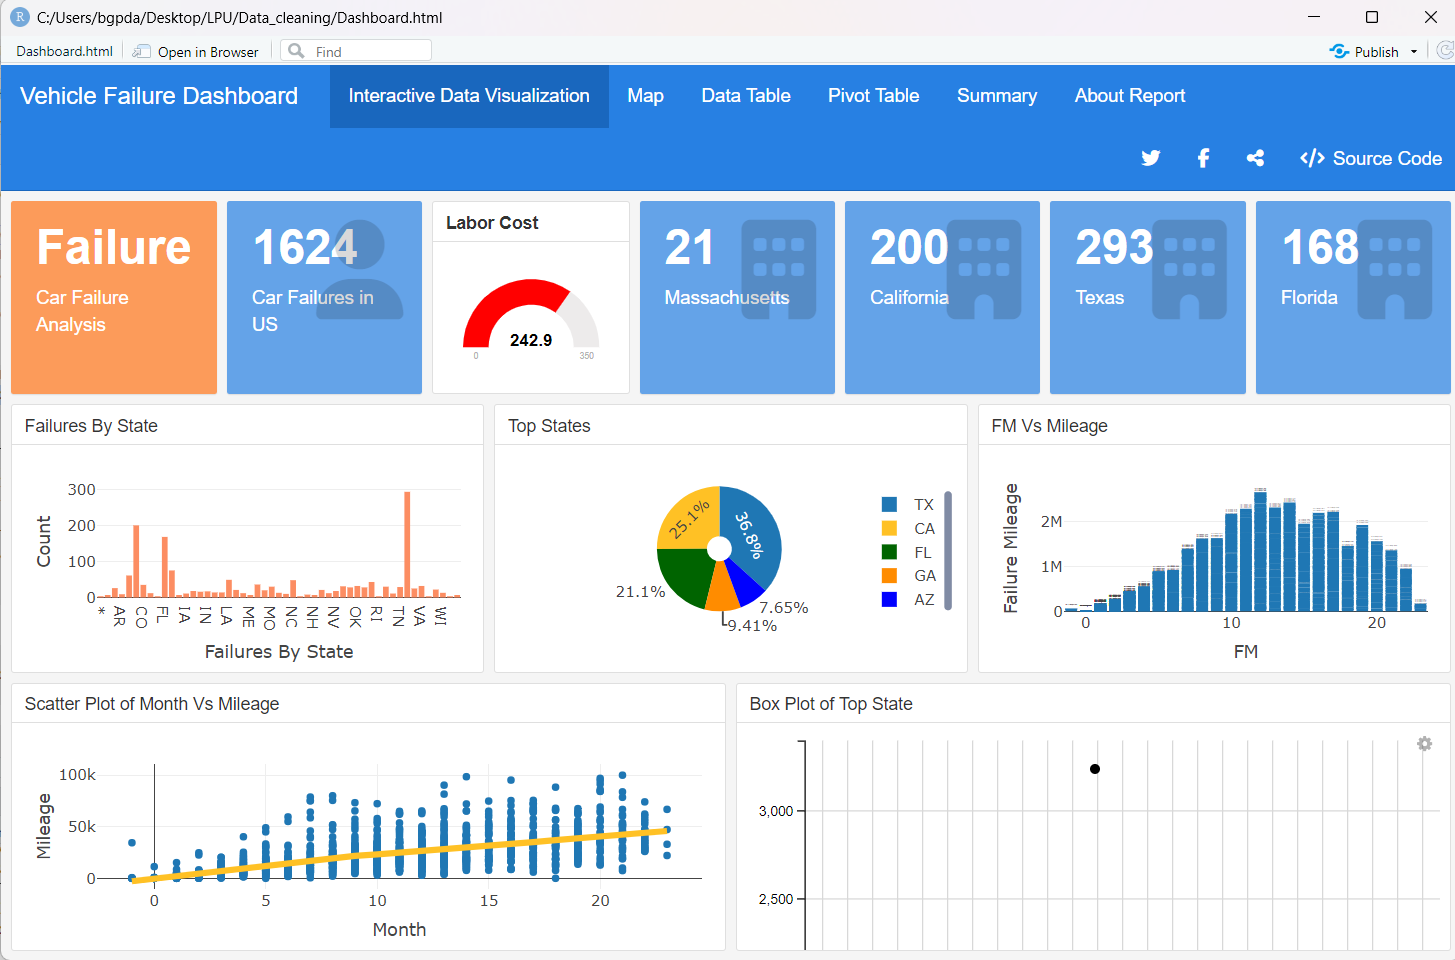 C:/Users/bgpda/Desktop/LPU/Data_cleaning/Dashboard.html
Dashboard.html Open in Browser Find Publish
Vehicle Failure Dashboard Interactive Data Visualization Map Data Table Pivot Table Summary About Report
Source Code
Failure
Car Failure
Analysis
1624
Car Failures in
US
Labor Cost
242.9
0 350
21
Massachusetts
200
California
293
Texas
168
Florida
Failures By State
300
200
100
0
Count
* AR CO FL IA IN LA ME MO NC NH NV OK RI TN VA WI
Failures By State
Top States
36.8%
25.1%
21.1%
7.65%
9.41%
TX
CA
FL
GA
AZ
FM Vs Mileage
Failure Mileage
2M
1M
0
0 10 20
FM
Scatter Plot of Month Vs Mileage
Mileage
100k
50k
0
0 5 10 15 20
Month
Box Plot of Top State
3,000
2,500